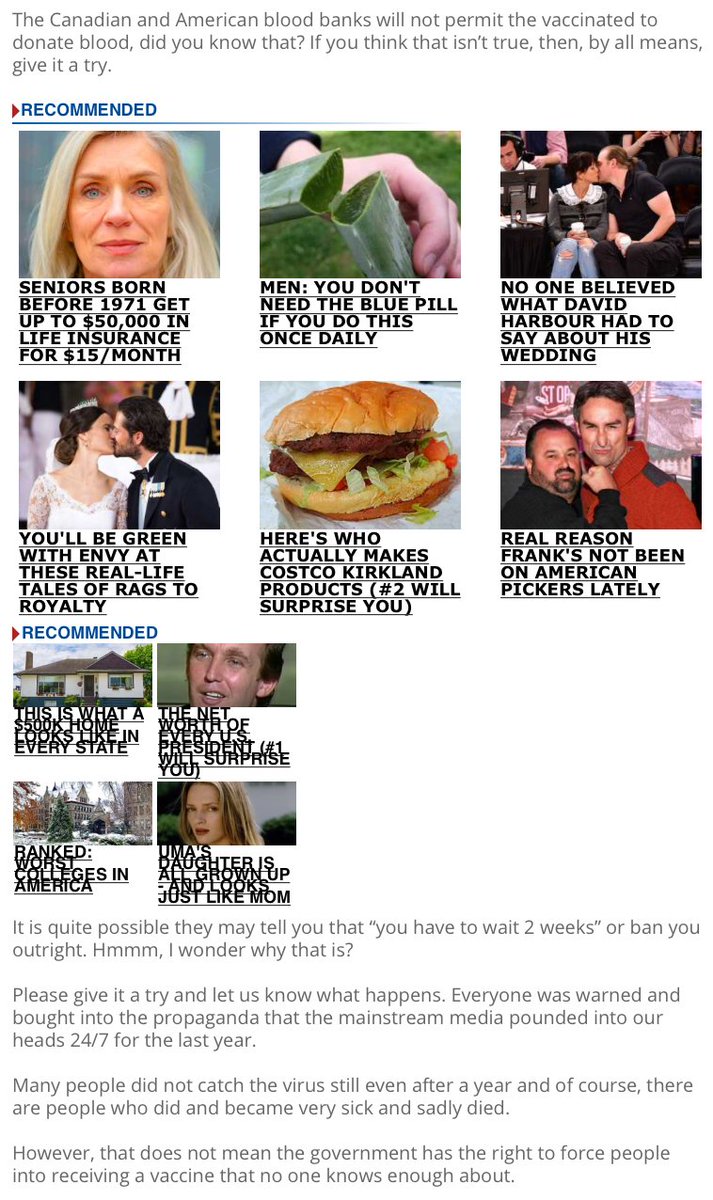 The Canadian and American blood banks will not permit the vaccinated to
donate blood, did you know that? If you think that isn’t true, then, by all means,
give it a try.
RECOMMENDED
SENIORS BORN
BEFORE 1971 GET
UP TO $50,000 IN
LIFE INSURANCE
FOR $15/MONTH
MEN: YOU DON'T
NEED THE BLUE PILL
IF YOU DO THIS
ONCE DAILY
NO ONE BELIEVED
WHAT DAVID
HARBOUR HAD TO
SAY ABOUT HIS
WEDDING
STOP
YOU'LL BE GREEN
WITH ENVY AT
THESE REAL-LIFE
TALES OF RAGS TO
ROYALTY
HERE'S WHO
ACTUALLY MAKES
COSTCO KIRKLAND
PRODUCTS (#2 WILL
SURPRISE YOU)
REAL REASON
FRANK'S NOT BEEN
ON AMERICAN
PICKERS LATELY
RECOMMENDED
THIS IS WHAT A
$500K HOME
LOOKS LIKE IN
EVERY STATE
THE NET
WORTH OF
EVERY U.S.
PRESIDENT (#1
WILL SURPRISE
YOU)
RANKED:
WORST
COLLEGES IN
AMERICA
UMA'S
DAUGHTER IS
ALL GROWN UP
- AND LOOKS
JUST LIKE MOM
It is quite possible they may tell you that “you have to wait 2 weeks” or ban you
outright. Hmmm, I wonder why that is?
Please give it a try and let us know what happens. Everyone was warned and
bought into the propaganda that the mainstream media pounded into our
heads 24/7 for the last year.
Many people did not catch the virus still even after a year and of course, there
are people who did and became very sick and sadly died.
However, that does not mean the government has the right to force people
into receiving a vaccine that no one knows enough about.